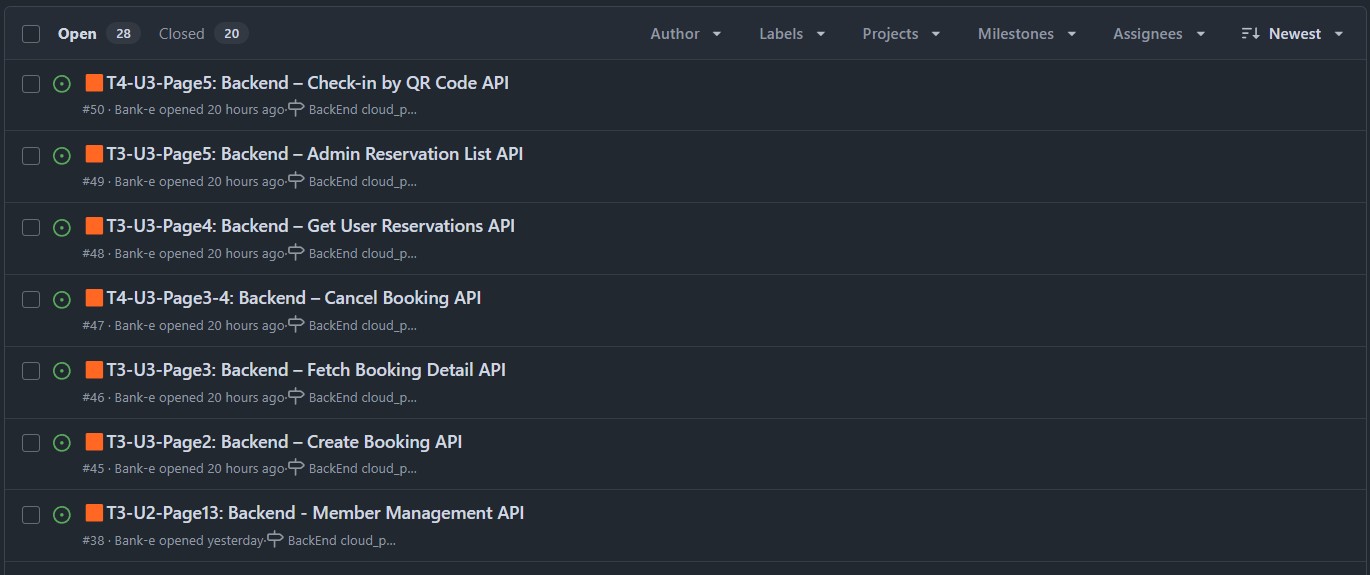 Open 28 Closed 20 Author Labels Projects Milestones Assignees Newest
T4-U3-Page5: Backend – Check-in by QR Code API
#50 · Bank-e opened 20 hours ago· BackEnd cloud_p...
T3-U3-Page5: Backend – Admin Reservation List API
#49 · Bank-e opened 20 hours ago· BackEnd cloud_p...
T3-U3-Page4: Backend – Get User Reservations API
#48 · Bank-e opened 20 hours ago· BackEnd cloud_p...
T4-U3-Page3-4: Backend – Cancel Booking API
#47 · Bank-e opened 20 hours ago· BackEnd cloud_p...
T3-U3-Page3: Backend – Fetch Booking Detail API
#46 · Bank-e opened 20 hours ago· BackEnd cloud_p...
T3-U3-Page2: Backend – Create Booking API
#45 · Bank-e opened 20 hours ago· BackEnd cloud_p...
T3-U2-Page13: Backend - Member Management API
#38 · Bank-e opened yesterday· BackEnd cloud_p...